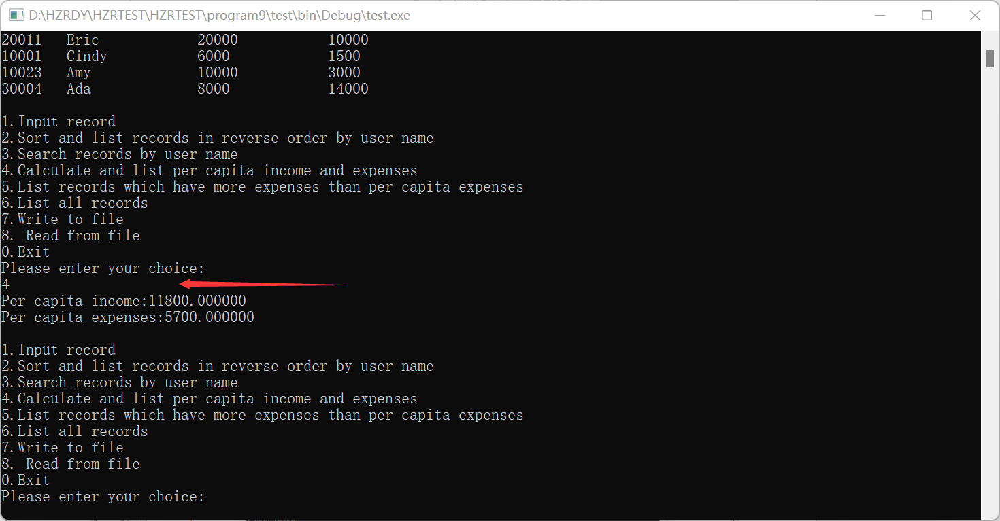 D:\HZRDY\HZRTEST\HZRTEST\program9\test\bin\Debug\test.exe
20011 Eric 20000 10000
10001 Cindy 6000 1500
10023 Amy 10000 3000
30004 Ada 8000 14000
1.Input record
2.Sort and list records in reverse order by user name
3.Search records by user name
4.Calculate and list per capita income and expenses
5.List records which have more expenses than per capita expenses
6.List all records
7.Write to file
8. Read from file
0.Exit
Please enter your choice:
4
Per capita income:11800.000000
Per capita expenses:5700.000000
1.Input record
2.Sort and list records in reverse order by user name
3.Search records by user name
4.Calculate and list per capita income and expenses
5.List records which have more expenses than per capita expenses
6.List all records
7.Write to file
8. Read from file
0.Exit
Please enter your choice: